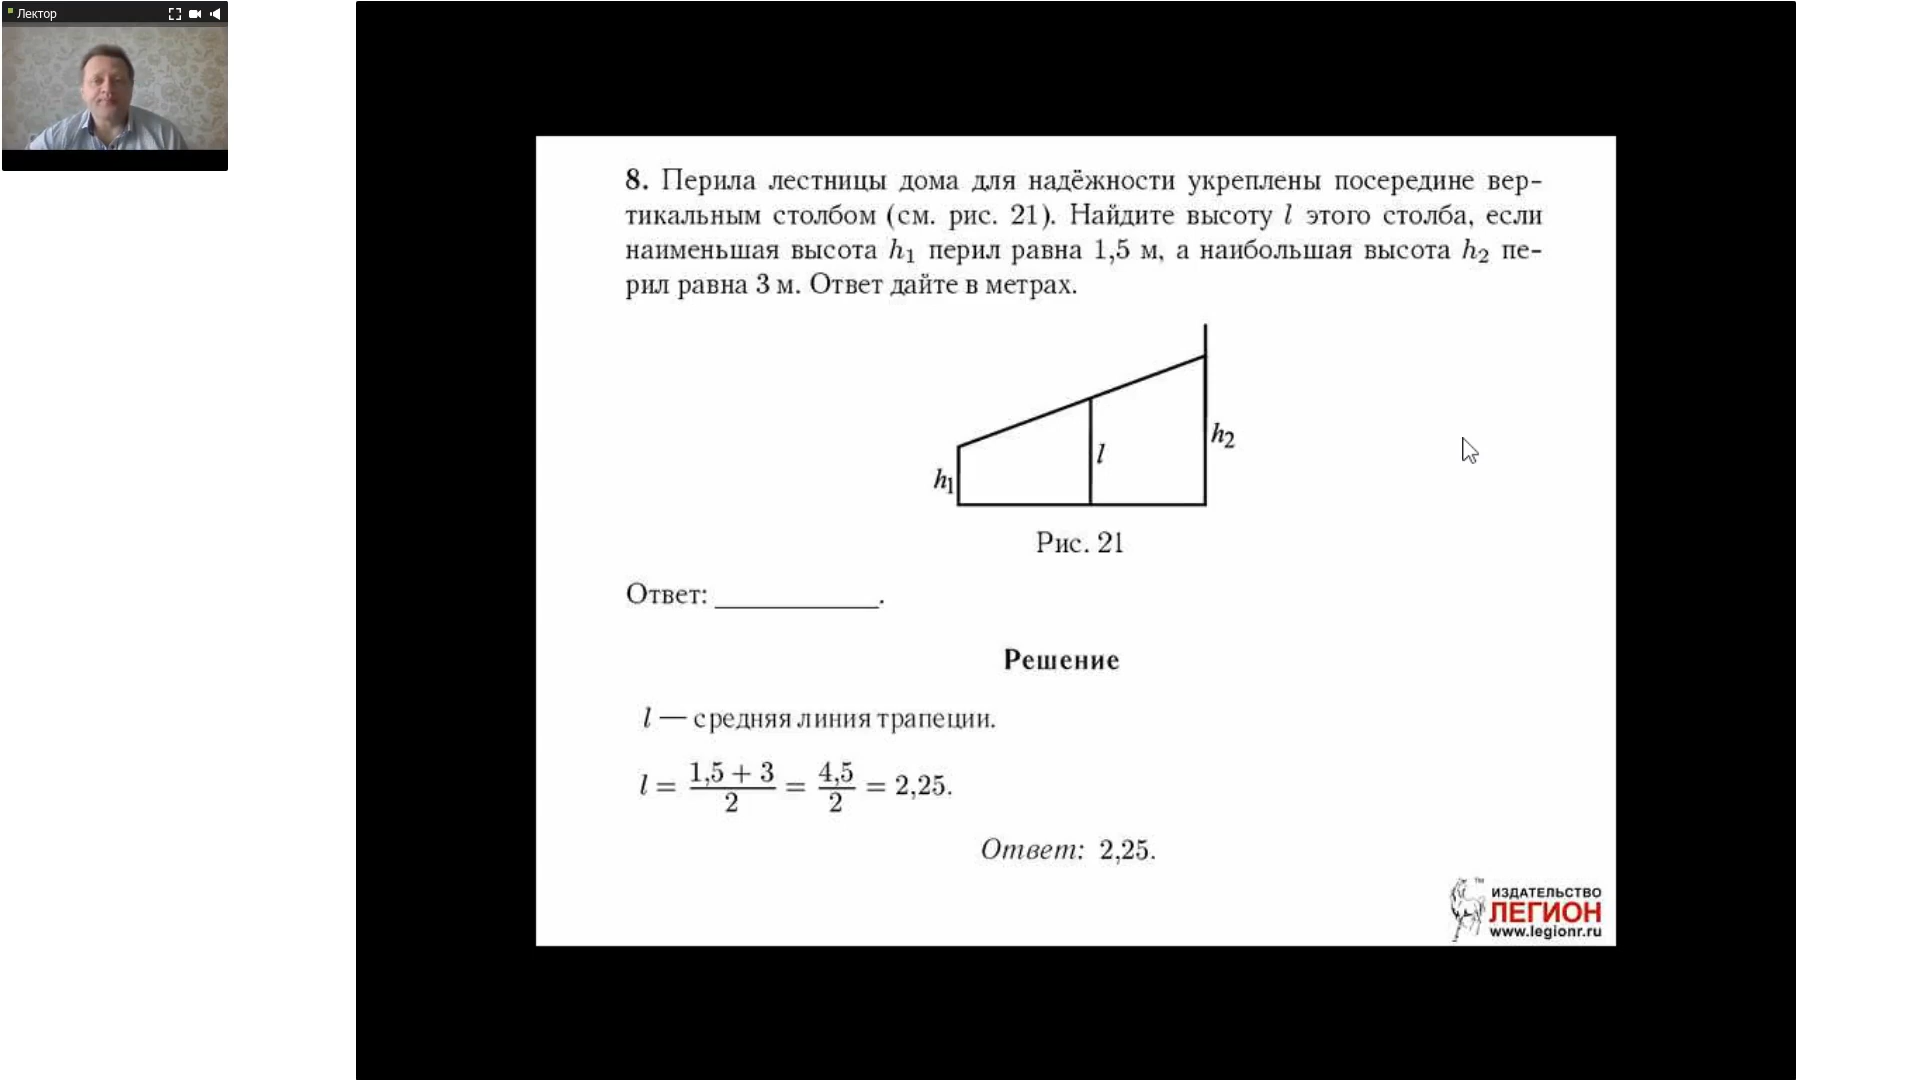 Лектор
8. Перила лестницы дома для надёжности укреплены посередине вер-
тикальным столбом (см. рис. 21). Найдите высоту l этого столба, если
наименьшая высота h₁ перил равна 1,5 м, а наибольшая высота h₂ пе-
рил равна 3 м. Ответ дайте в метрах.
h₁
l
h₂
Рис. 21
Ответ: ___________.
Решение
l — средняя линия трапеции.
l = (1,5 + 3)/2 = 4,5/2 = 2,25.
Ответ: 2,25.
TM
ИЗДАТЕЛЬСТВО
ЛЕГИОН
www.legionr.ru